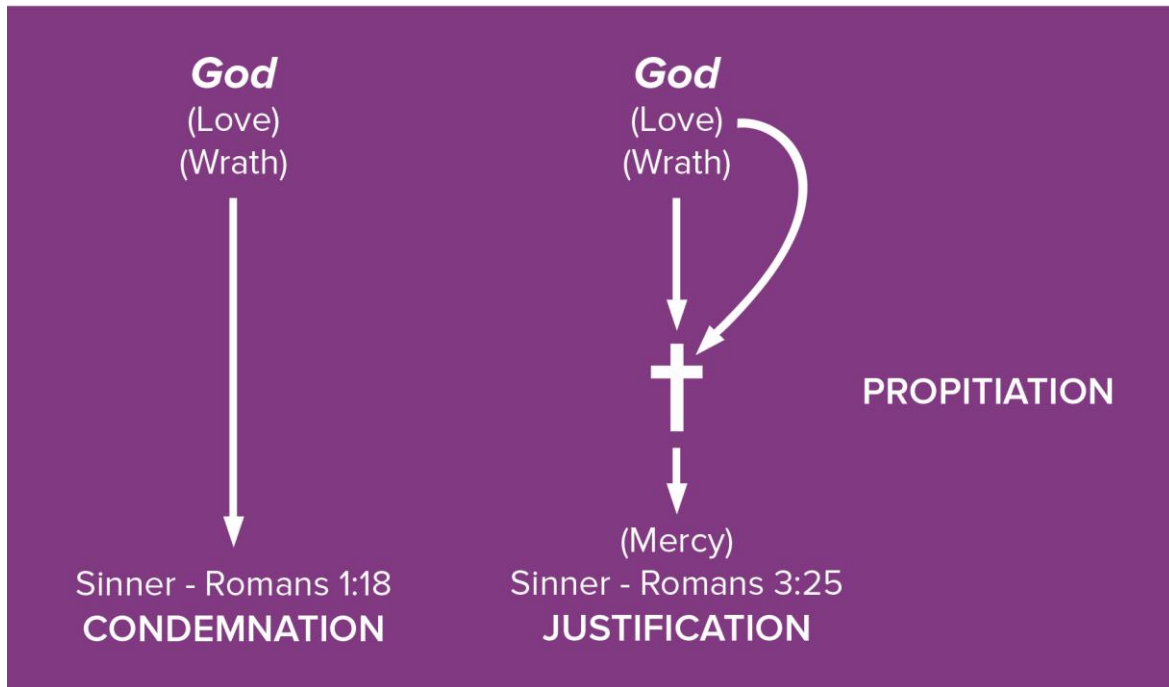 God
(Love)
(Wrath)
Sinner - Romans 1:18
CONDEMNATION
God
(Love)
(Wrath)
PROPITIATION
(Mercy)
Sinner - Romans 3:25
JUSTIFICATION